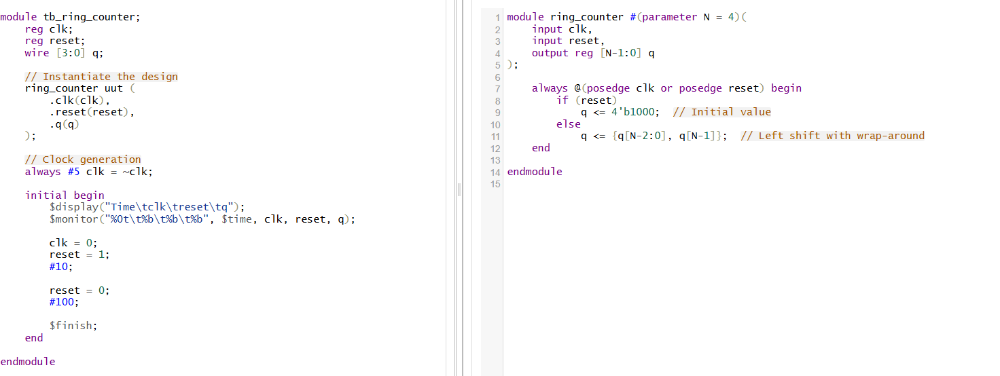 module tb_ring_counter;
    reg clk;
    reg reset;
    wire [3:0] q;

    // Instantiate the design
    ring_counter uut (
        .clk(clk),
        .reset(reset),
        .q(q)
    );

    // Clock generation
    always #5 clk = ~clk;

    initial begin
        $display("Time\tclk\treset\tq");
        $monitor("%0t\t%b\t%b\t%b", $time, clk, reset, q);

        clk = 0;
        reset = 1;
        #10;

        reset = 0;
        #100;

        $finish;
    end

endmodule
1 module ring_counter #(parameter N = 4)(
2     input clk,
3     input reset,
4     output reg [N-1:0] q
5 );
6
7     always @(posedge clk or posedge reset) begin
8         if (reset)
9             q <= 4'b1000;  // Initial value
10         else
11             q <= {q[N-2:0], q[N-1]};  // Left shift with wrap-around
12     end
13
14 endmodule
15